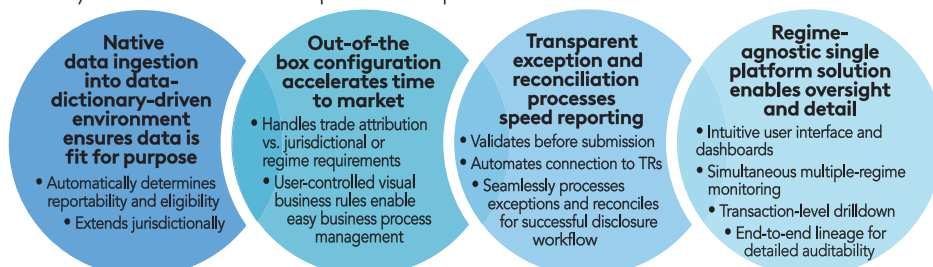 Native
data ingestion
into data-
dictionary-driven
environment
ensures data is
fit for purpose
• Automatically determines
reportability and eligibility
• Extends jurisdictionally
Out-of-the
box configuration
accelerates time
to market
• Handles trade attribution
vs. jurisdictional or
regime requirements
• User-controlled visual
business rules enable
easy business process
management
Transparent
exception and
reconciliation
processes
speed reporting
• Validates before submission
• Automates connection to TRs
• Seamlessly processes
exceptions and reconciles
for successful disclosure
workflow
Regime-
agnostic single
platform solution
enables oversight
and detail
• Intuitive user interface and
dashboards
• Simultaneous multiple-regime
monitoring
• Transaction-level drilldown
• End-to-end lineage for
detailed auditability